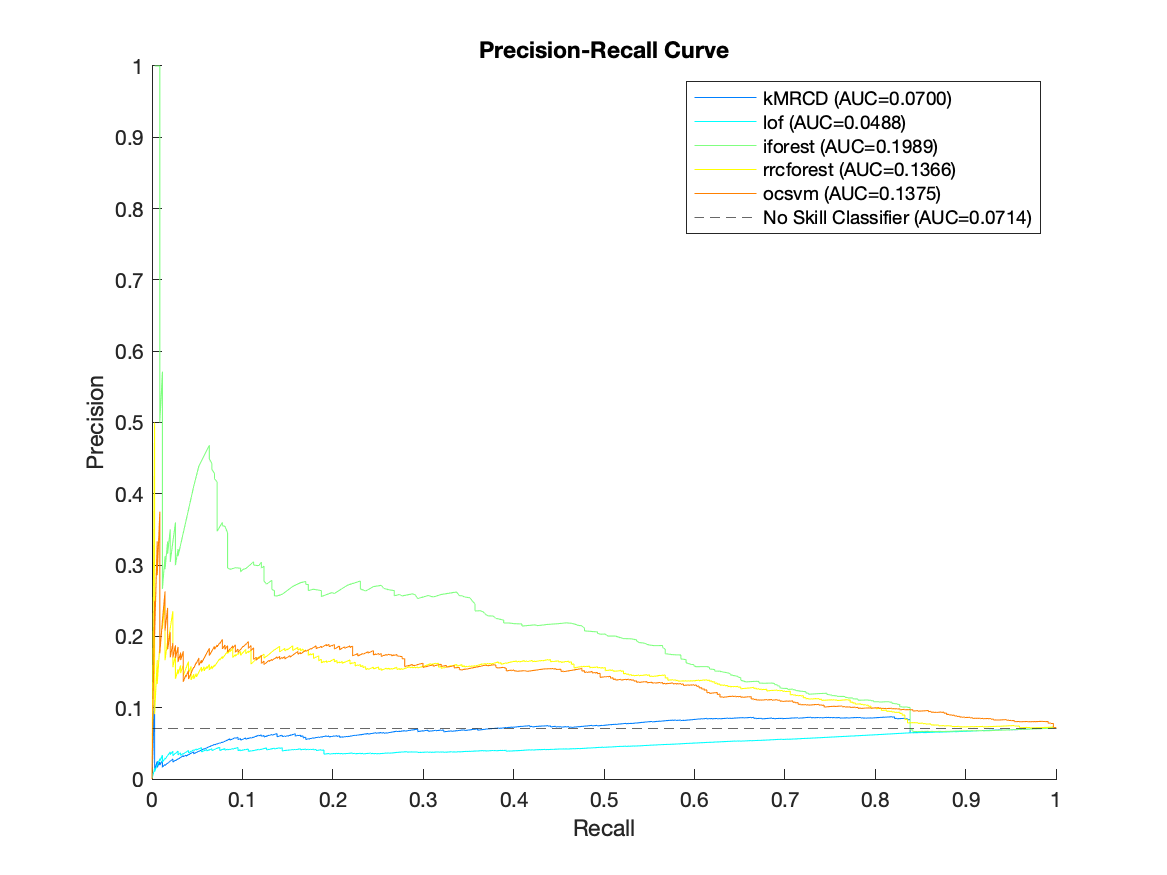 Precision-Recall Curve
kMRCD (AUC=0.0700)
lof (AUC=0.0488)
iforest (AUC=0.1989)
rrcforest (AUC=0.1366)
ocsvm (AUC=0.1375)
No Skill Classifier (AUC=0.0714)
Precision
1
0.9
0.8
0.7
0.6
0.5
0.4
0.3
0.2
0.1
0
0 0.1 0.2 0.3 0.4 0.5 0.6 0.7 0.8 0.9 1
Recall